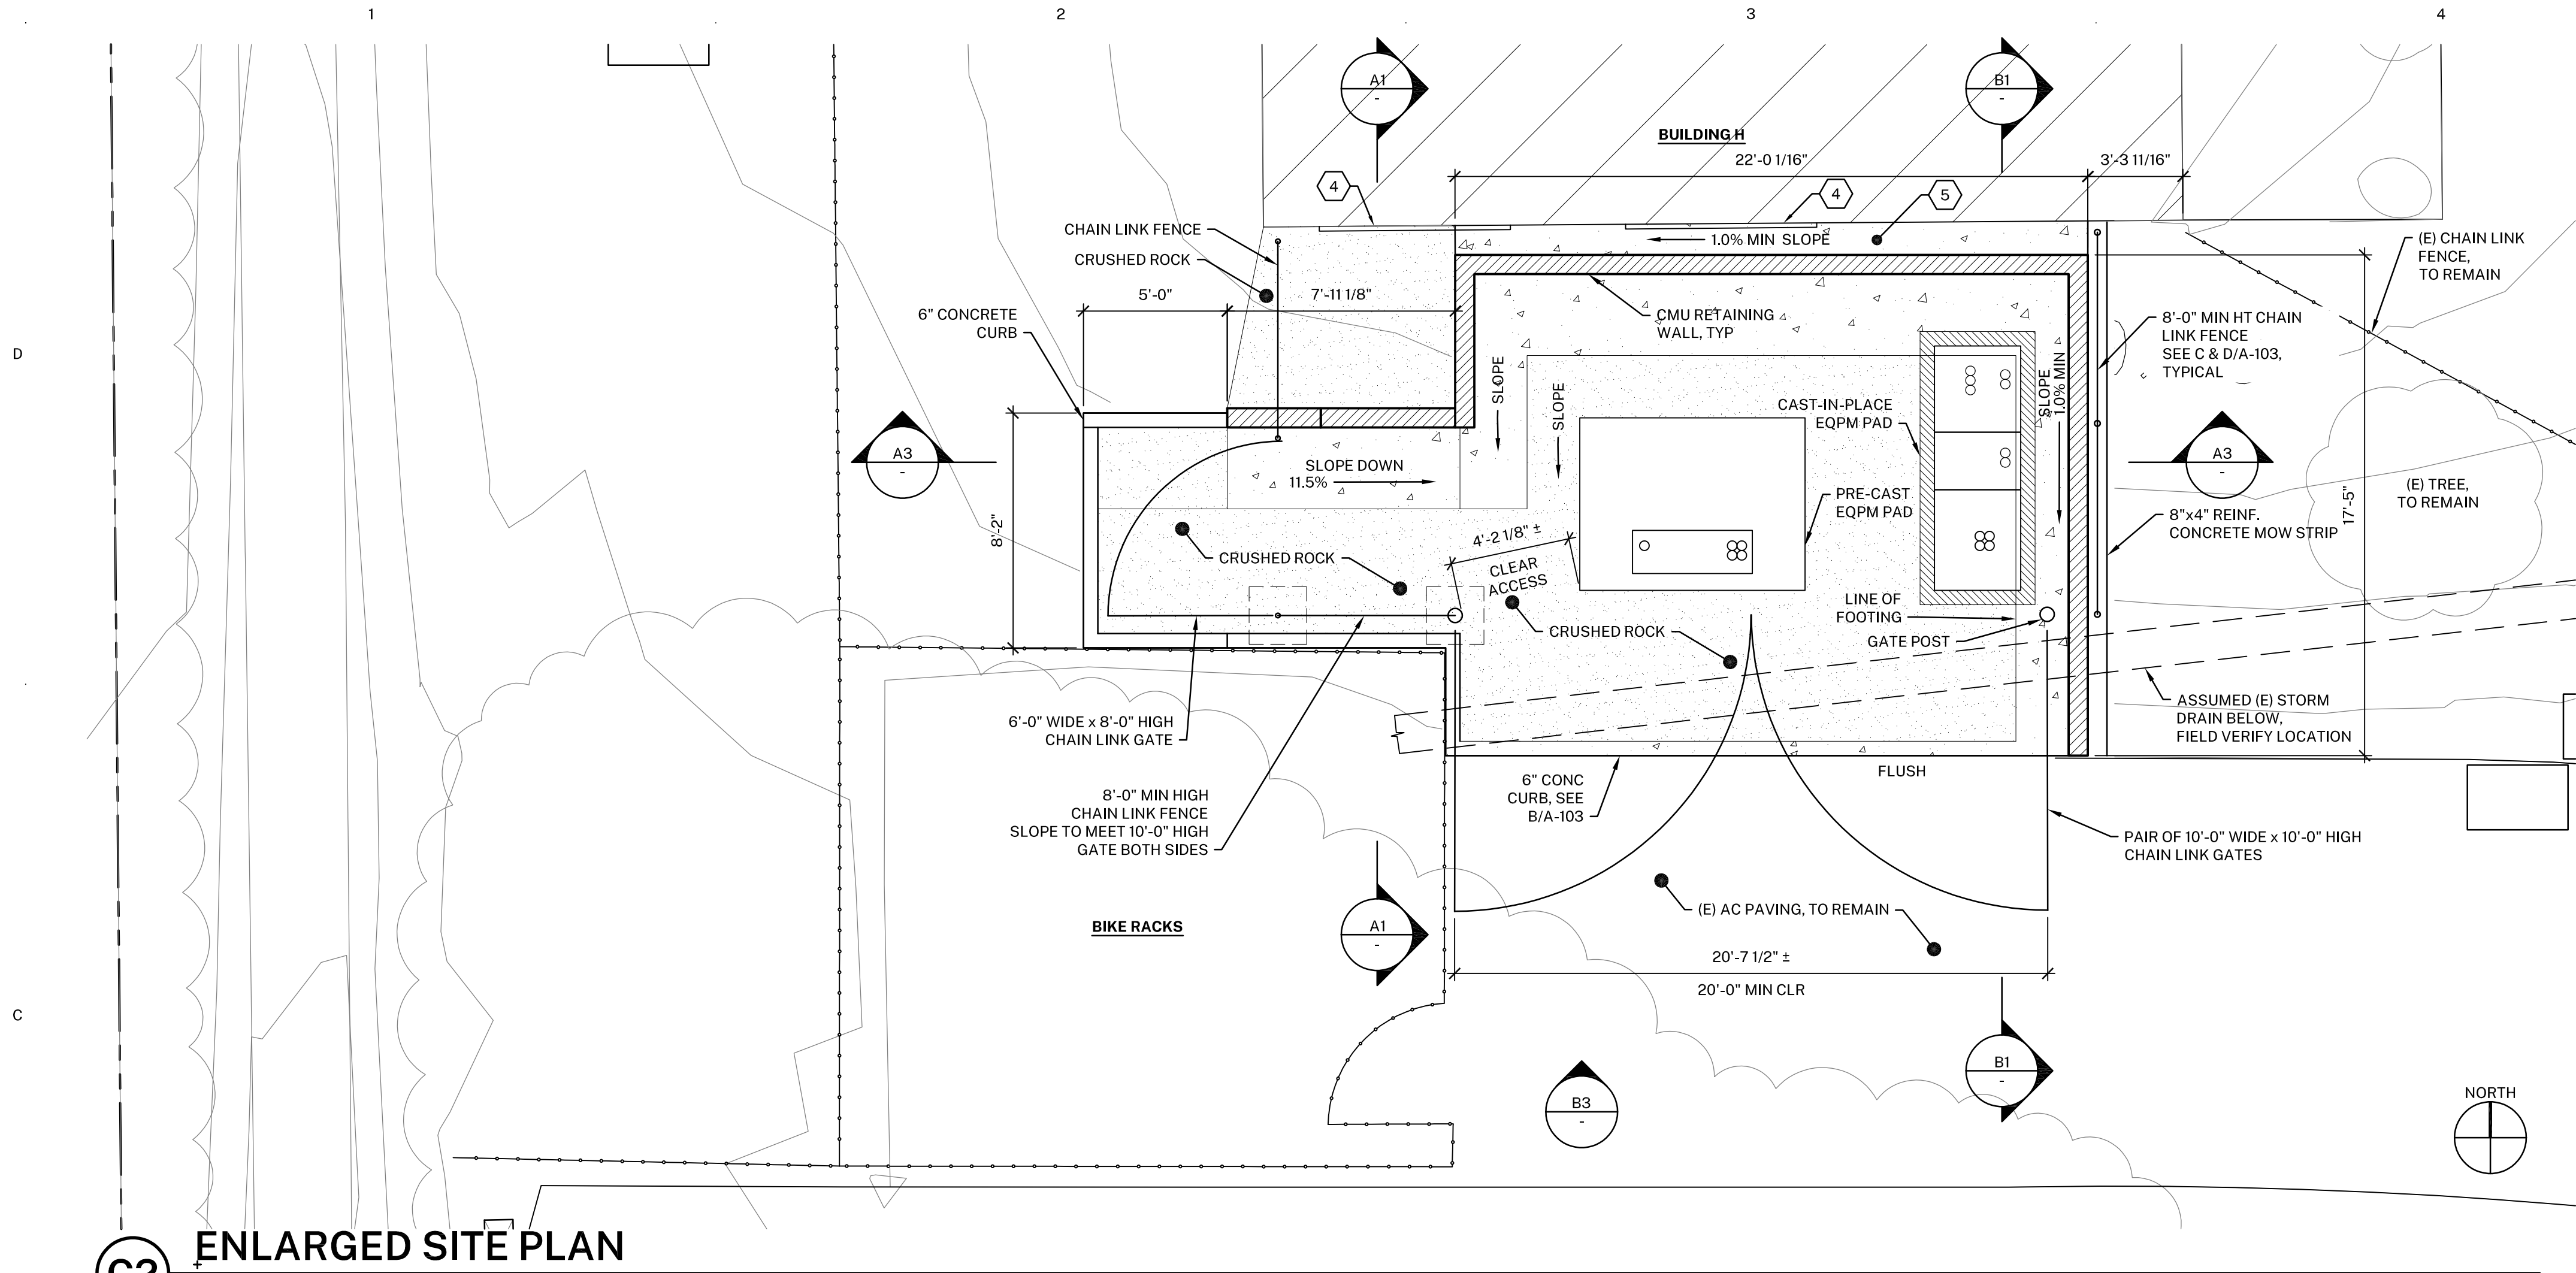 1
2
3
4
A1
-
B1
-
BUILDING H
22'-0 1/16"
3'-3 11/16"
4
4
5
CHAIN LINK FENCE
CRUSHED ROCK
1.0% MIN SLOPE
(E) CHAIN LINK
FENCE,
TO REMAIN
5'-0"
7'-11 1/8"
6" CONCRETE
CURB
CMU RETAINING
WALL, TYP
8'-0" MIN HT CHAIN
LINK FENCE
SEE C & D/A-103,
TYPICAL
D
SLOPE
SLOPE
SLOPE
1.0% MIN
CAST-IN-PLACE
EQPM PAD
A3
-
A3
-
SLOPE DOWN
11.5%
(E) TREE,
TO REMAIN
PRE-CAST
EQPM PAD
17'-5"
8"x4" REINF.
CONCRETE MOW STRIP
8'-2"
4'-2 1/8" ±
CLEAR
ACCESS
CRUSHED ROCK
LINE OF
FOOTING
CRUSHED ROCK
GATE POST
6'-0" WIDE x 8'-0" HIGH
CHAIN LINK GATE
ASSUMED (E) STORM
DRAIN BELOW,
FIELD VERIFY LOCATION
6" CONC
CURB, SEE
B/A-103
FLUSH
8'-0" MIN HIGH
CHAIN LINK FENCE
SLOPE TO MEET 10'-0" HIGH
GATE BOTH SIDES
PAIR OF 10'-0" WIDE x 10'-0" HIGH
CHAIN LINK GATES
BIKE RACKS
A1
-
(E) AC PAVING, TO REMAIN
20'-7 1/2" ±
20'-0" MIN CLR
C
B1
-
B3
-
NORTH
ENLARGED SITE PLAN